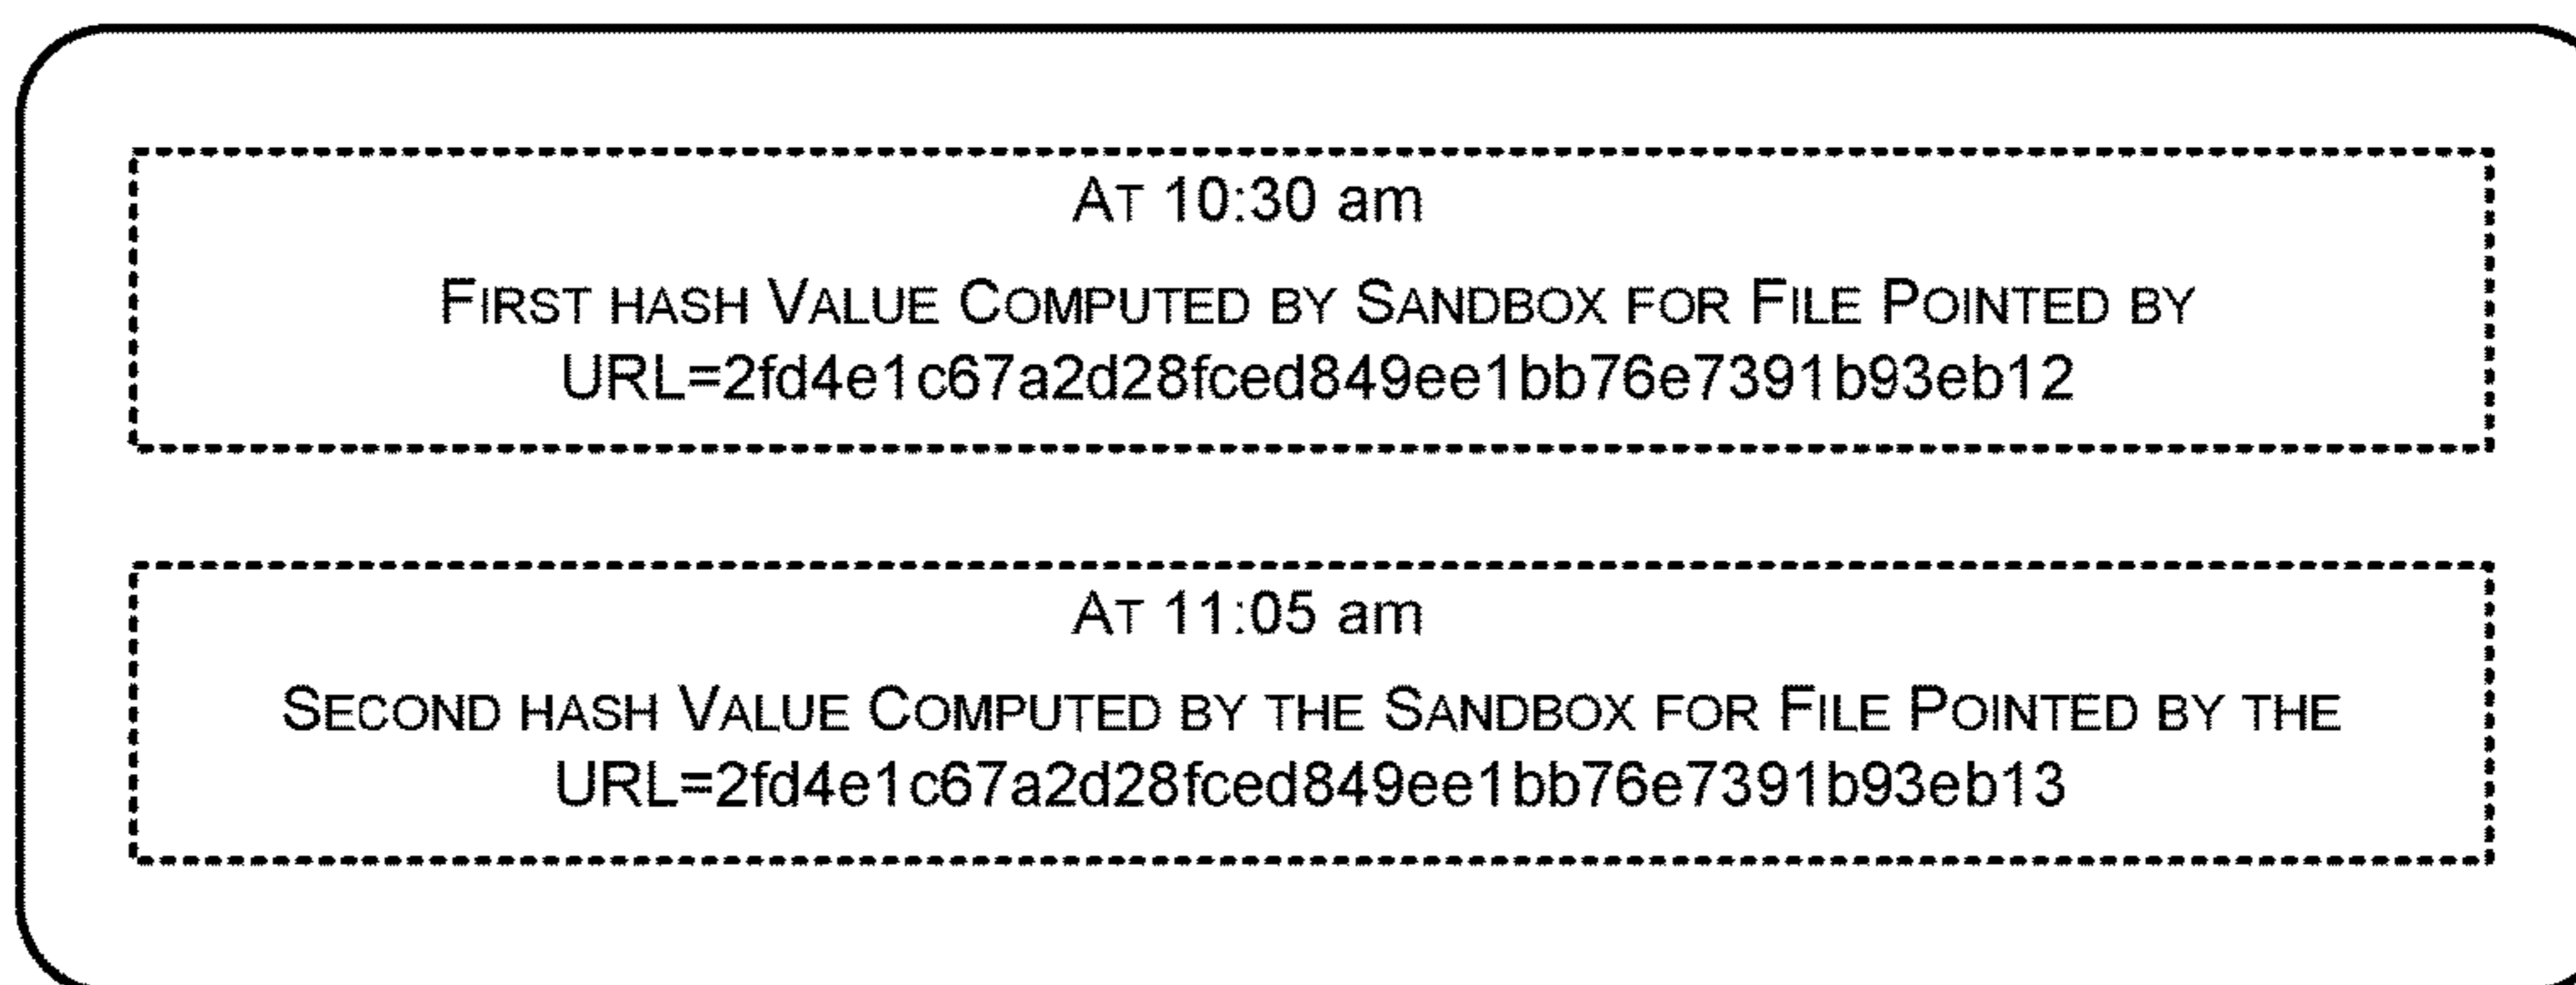 At 10:30 am
First hash Value Computed by Sandbox for File Pointed by
URL=2fd4e1c67a2d28fced849ee1bb76e7391b93eb12
At 11:05 am
Second hash Value Computed by the Sandbox for File Pointed by the
URL=2fd4e1c67a2d28fced849ee1bb76e7391b93eb13